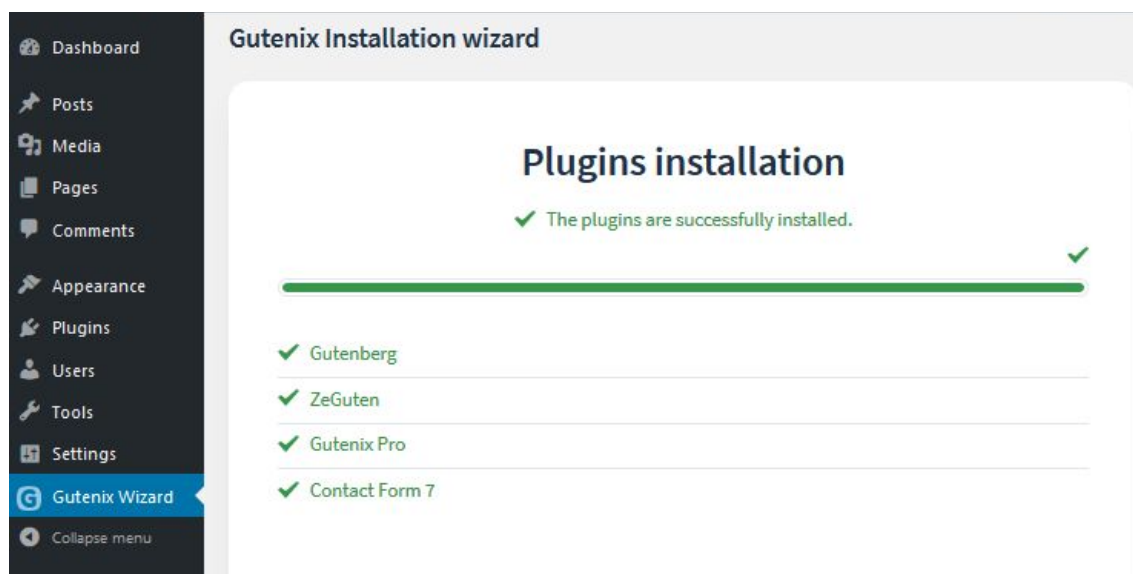 Dashboard
Posts
Media
Pages
Comments
Appearance
Plugins
Users
Tools
Settings
G Gutenix Wizard
Collapse menu
Gutenix Installation wizard
Plugins installation
The plugins are successfully installed.
Gutenberg
ZeGuten
Gutenix Pro
Contact Form 7